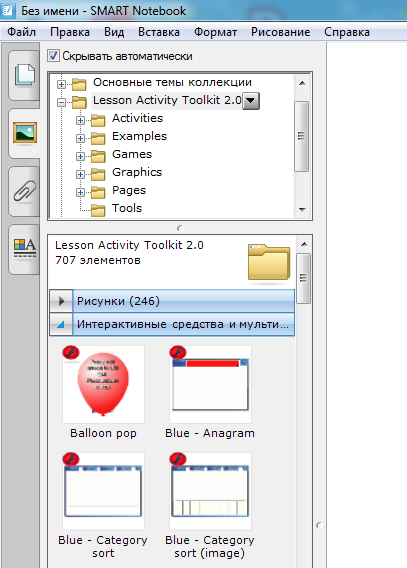 Без имени - SMART Notebook
Файл Правка Вид Вставка Формат Рисование Справка
Скрывать автоматически
Основные темы коллекции
Lesson Activity Toolkit 2.0
Activities
Examples
Games
Graphics
Pages
Tools
Lesson Activity Toolkit 2.0
707 элементов
Рисунки (246)
Интерактивные средства и мульти...
Balloon pop
Blue - Anagram
Blue - Category
sort
Blue - Category
sort (image)